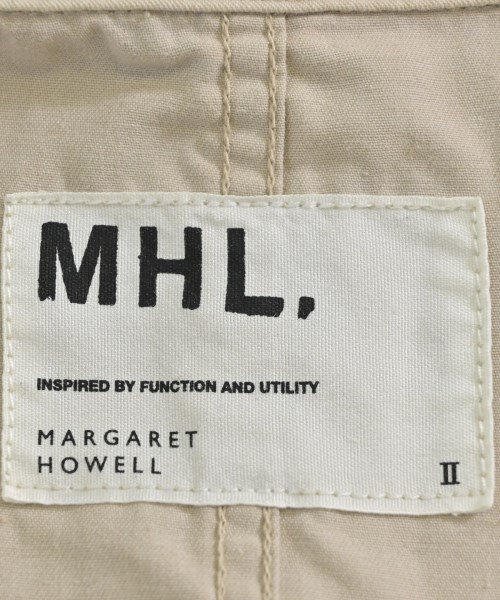 MHL.
INSPIRED BY FUNCTION AND UTILITY
MARGARET
HOWELL
II